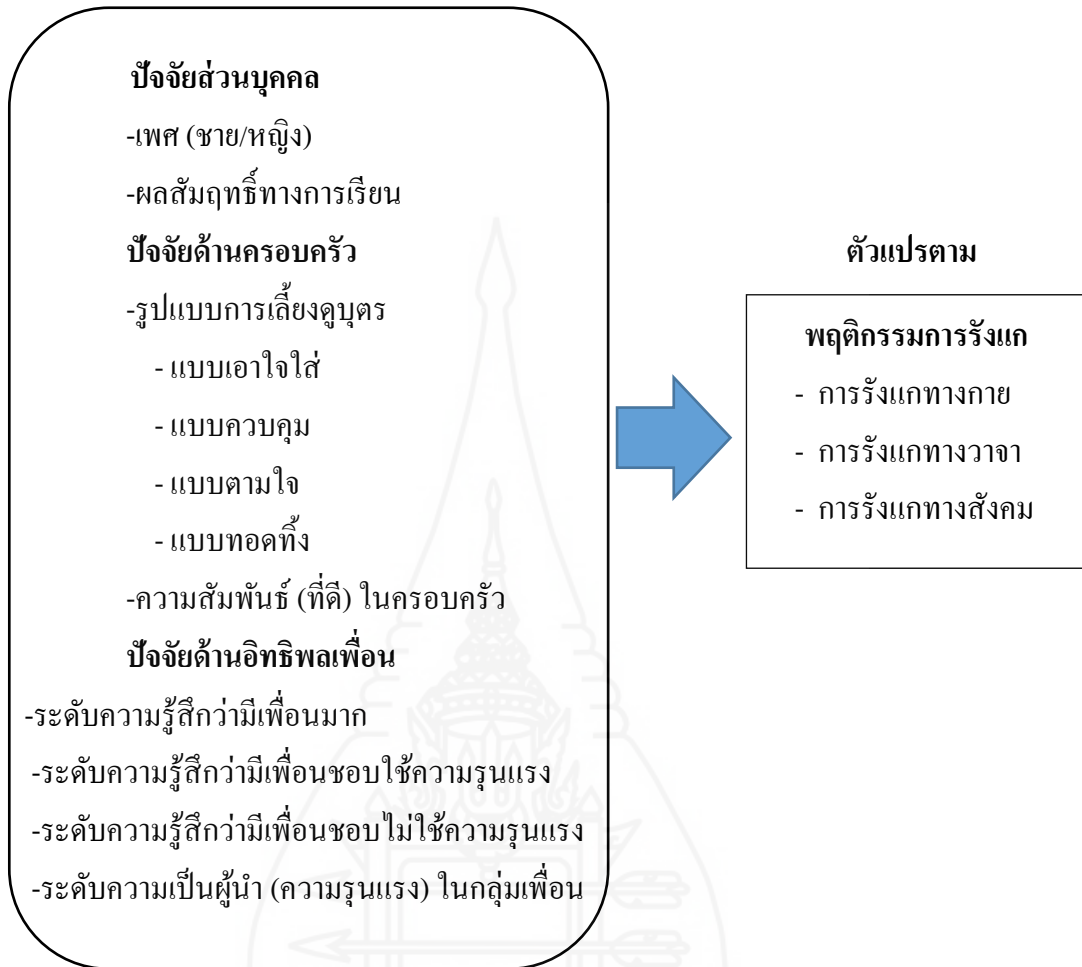 ปัจจัยส่วนบุคคล
-เพศ (ชาย/หญิง)
-ผลสัมฤทธิ์ทางการเรียน
ปัจจัยด้านครอบครัว
-รูปแบบการเลี้ยงดูบุตร
- แบบเอาใจใส่
- แบบควบคุม
- แบบตามใจ
- แบบทอดทิ้ง
-ความสัมพันธ์ (ที่ดี) ในครอบครัว
ปัจจัยด้านอิทธิพลเพื่อน
-ระดับความรู้สึกว่ามีเพื่อนมาก
-ระดับความรู้สึกว่ามีเพื่อนชอบใช้ความรุนแรง
-ระดับความรู้สึกว่ามีเพื่อนชอบไม่ใช้ความรุนแรง
-ระดับความเป็นผู้นำ (ความรุนแรง) ในกลุ่มเพื่อน
ตัวแปรตาม
พฤติกรรมการรังแก
- การรังแกทางกาย
- การรังแกทางวาจา
- การรังแกทางสังคม